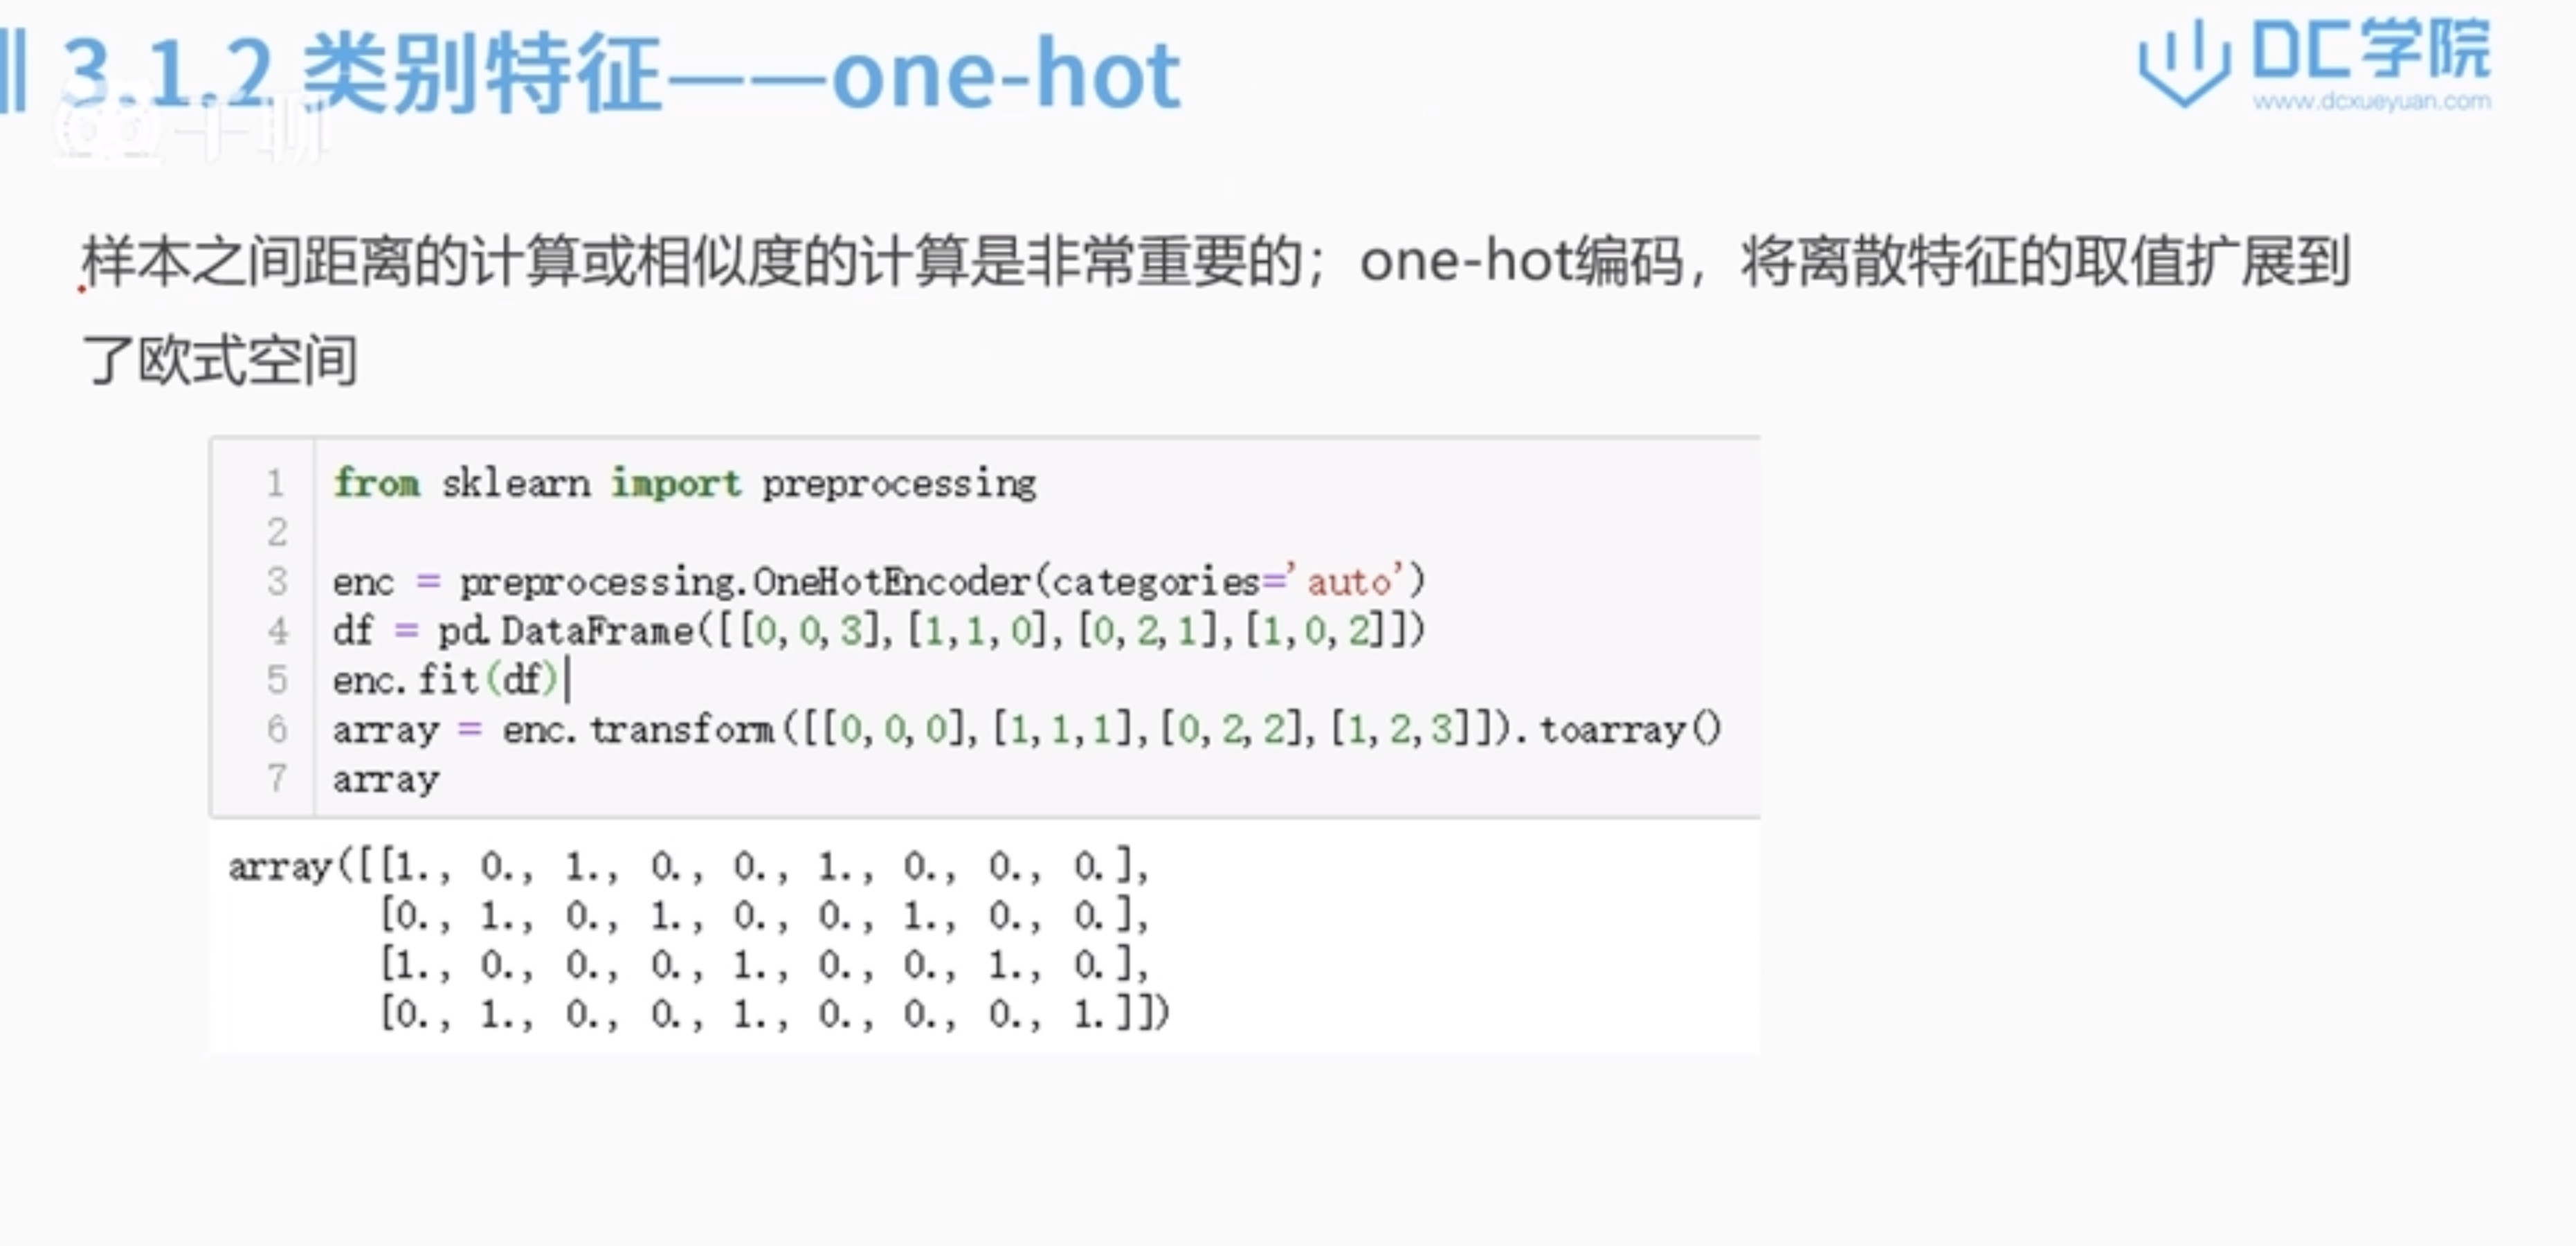 3.1.2 类别特征——one-hot
DC学院
www.dcxueyuan.com
千聊
样本之间距离的计算或相似度的计算是非常重要的；one-hot编码，将离散特征的取值扩展到
了欧式空间
1 from sklearn import preprocessing
2
3 enc = preprocessing.OneHotEncoder(categories='auto')
4 df = pd.DataFrame([[0,0,3],[1,1,0],[0,2,1],[1,0,2]])
5 enc.fit(df)
6 array = enc.transform([[0,0,0],[1,1,1],[0,2,2],[1,2,3]]).toarray()
7 array
array([[1., 0., 1., 0., 0., 1., 0., 0., 0.],
[0., 1., 0., 1., 0., 0., 1., 0., 0.],
[1., 0., 0., 0., 1., 0., 0., 1., 0.],
[0., 1., 0., 0., 1., 0., 0., 0., 1.]])